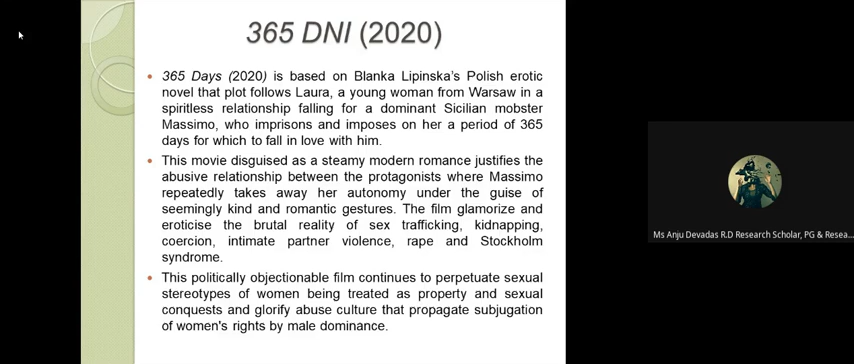 365 DNI (2020)
365 Days (2020) is based on Blanka Lipinska's Polish erotic
novel that plot follows Laura, a young woman from Warsaw in a
spiritless relationship falling for a dominant Sicilian mobster
Massimo, who imprisons and imposes on her a period of 365
days for which to fall in love with him.
This movie disguised as a steamy modern romance justifies the
abusive relationship between the protagonists where Massimo
repeatedly takes away her autonomy under the guise of
seemingly kind and romantic gestures. The film glamorize and
eroticise the brutal reality of sex trafficking, kidnapping,
coercion, intimate partner violence, rape and Stockholm
syndrome.
This politically objectionable film continues to perpetuate sexual
stereotypes of women being treated as property and sexual
conquests and glorify abuse culture that propagate subjugation
of women's rights by male dominance.
Ms Anju Devadas R.D Research Scholar, PG & Resea...